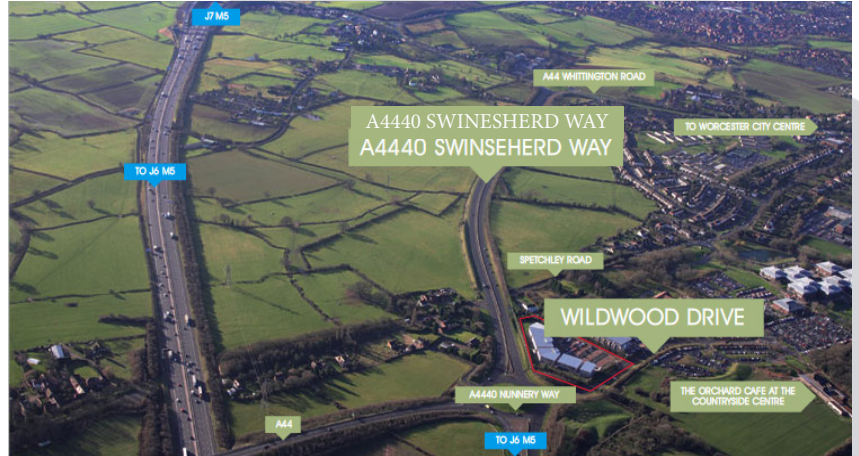 J7 M5
A44 WHITTINGTON ROAD
A4440 SWINESHERD WAY
A4440 SWINSEHERD WAY
TO WORCESTER CITY CENTRE
TO J6 M5
SPETCHLEY ROAD
WILDWOOD DRIVE
A4440 NUNNERY WAY
THE ORCHARD CAFE AT THE
COUNTRYSIDE CENTRE
A44
TO J6 M5